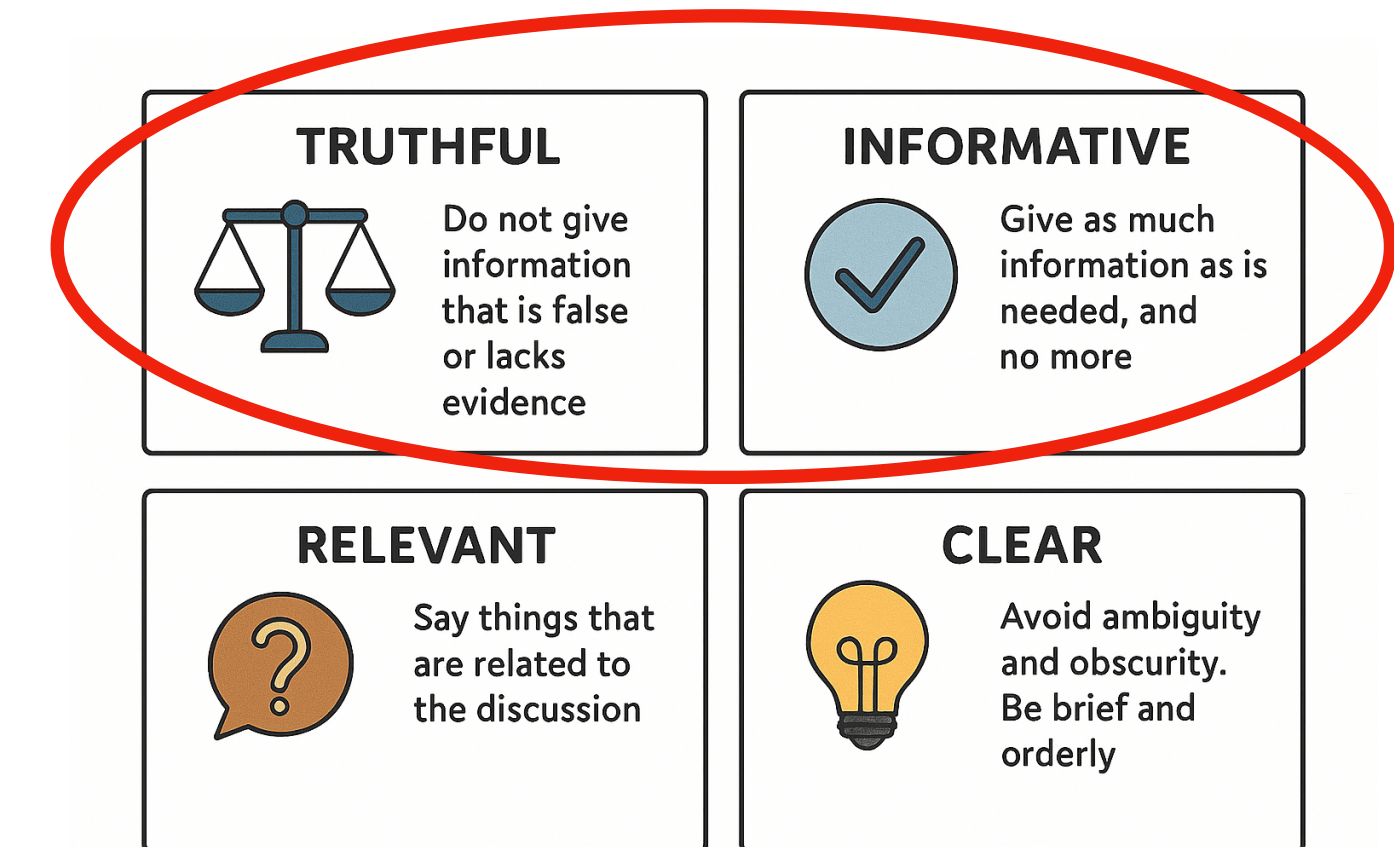 TRUTHFUL
Do not give
information
that is false
or lacks
evidence
INFORMATIVE
Give as much
information as is
needed, and
no more
RELEVANT
Say things that
are related to
the discussion
CLEAR
Avoid ambiguity
and obscurity.
Be brief and
orderly